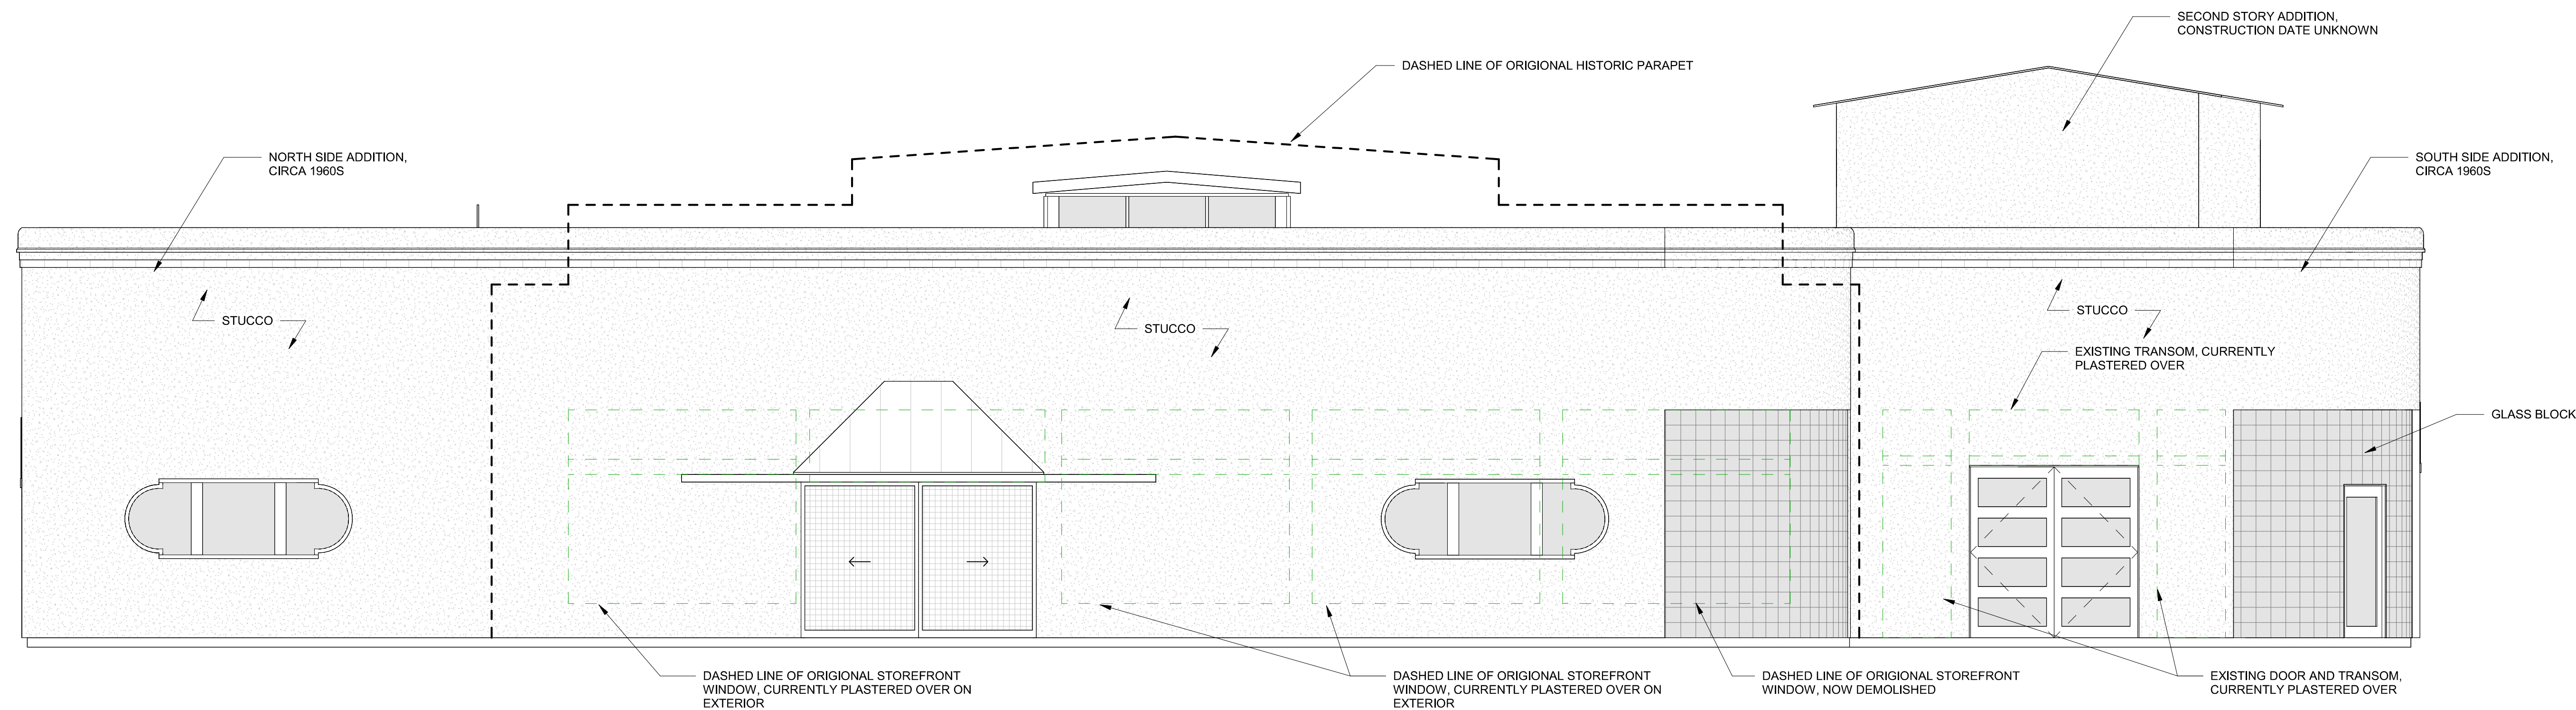 SECOND STORY ADDITION,
CONSTRUCTION DATE UNKNOWN
DASHED LINE OF ORIGIONAL HISTORIC PARAPET
NORTH SIDE ADDITION,
CIRCA 1960S
SOUTH SIDE ADDITION,
CIRCA 1960S
STUCCO
STUCCO
STUCCO
EXISTING TRANSOM, CURRENTLY
PLASTERED OVER
GLASS BLOCK
DASHED LINE OF ORIGIONAL STOREFRONT
WINDOW, CURRENTLY PLASTERED OVER ON
EXTERIOR
DASHED LINE OF ORIGIONAL STOREFRONT
WINDOW, CURRENTLY PLASTERED OVER ON
EXTERIOR
DASHED LINE OF ORIGIONAL STOREFRONT
WINDOW, NOW DEMOLISHED
EXISTING DOOR AND TRANSOM,
CURRENTLY PLASTERED OVER